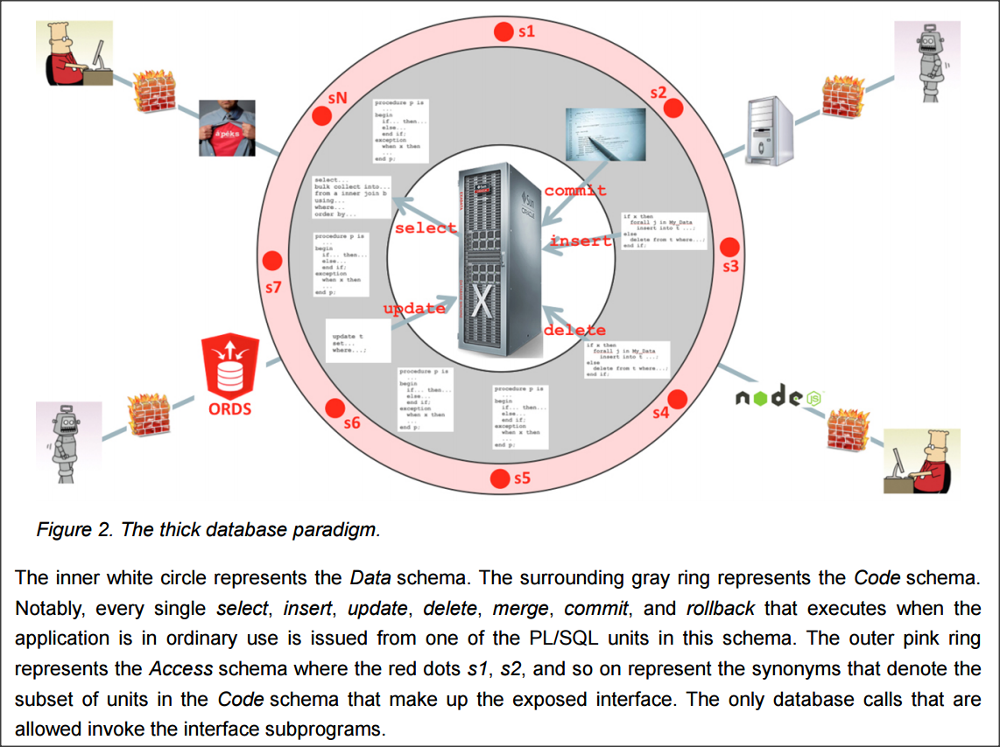 s1
sN
s2
apeks
procedure p is
...
begin
if... then...
else...
end if;
exception
when x then
...
end p;
select...
bulk collect into...
from a inner join b
using...
where...
order by...
commit
select
insert
if x then
forall j in My_Data
insert into t ...;
else
delete from t where...;
end if;
procedure p is
...
begin
if... then...
else...
end if;
exception
when x then
...
end p;
s7
s3
Sun
ORACLE
X
update
delete
update t
set...
where...;
if x then
forall j in My_Data
insert into t ...;
else
delete from t where...;
end if;
ORDS
procedure p is
...
begin
if... then...
else...
end if;
exception
when x then
...
end p;
procedure p is
...
begin
if... then...
else...
end if;
exception
when x then
...
end p;
node
JS
s6
s4
s5
Figure 2. The thick database paradigm.
The inner white circle represents the Data schema. The surrounding gray ring represents the Code schema.
Notably, every single select, insert, update, delete, merge, commit, and rollback that executes when the
application is in ordinary use is issued from one of the PL/SQL units in this schema. The outer pink ring
represents the Access schema where the red dots s1, s2, and so on represent the synonyms that denote the
subset of units in the Code schema that make up the exposed interface. The only database calls that are
allowed invoke the interface subprograms.